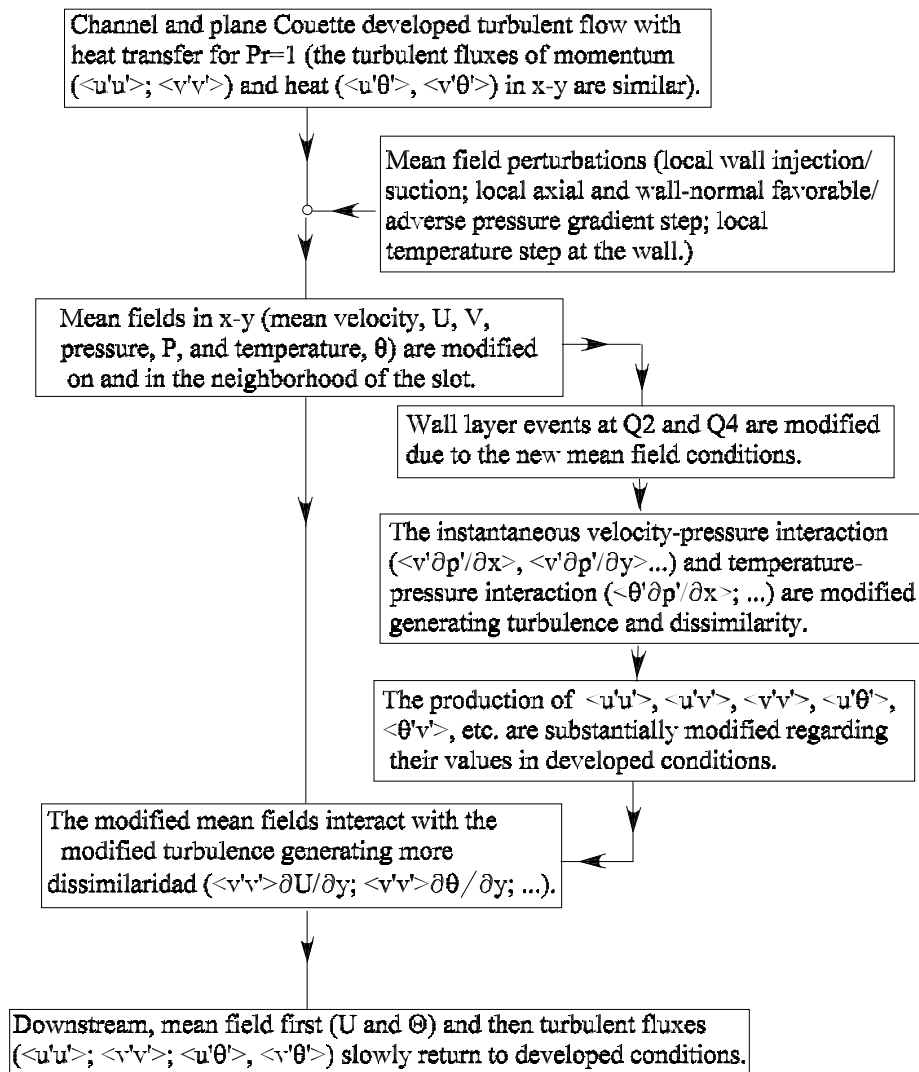 Channel and plane Couette developed turbulent flow with
heat transfer for Pr=1 (the turbulent fluxes of momentum
(<u'u'>; <v'v'>) and heat (<u'θ'>, <v'θ'>) in x-y are similar).
Mean field perturbations (local wall injection/
suction; local axial and wall-normal favorable/
adverse pressure gradient step; local
temperature step at the wall.)
Mean fields in x-y (mean velocity, U, V,
pressure, P, and temperature, θ) are modified
on and in the neighborhood of the slot.
Wall layer events at Q2 and Q4 are modified
due to the new mean field conditions.
The instantaneous velocity-pressure interaction
(<v'∂p'/∂x>, <v'∂p'/∂y>...) and temperature-
pressure interaction (<θ'∂p'/∂x>; ...) are modified
generating turbulence and dissimilarity.
The production of <u'u'>, <u'v'>, <v'v'>, <u'θ'>,
<θ'v'>, etc. are substantially modified regarding
their values in developed conditions.
The modified mean fields interact with the
modified turbulence generating more
dissimilaridad (<v'v'>∂U/∂y; <v'v'>∂θ/∂y; ...).
Downstream, mean field first (U and Θ) and then turbulent fluxes
(<u'u'>; <v'v'>; <u'θ'>, <v'θ'>) slowly return to developed conditions.